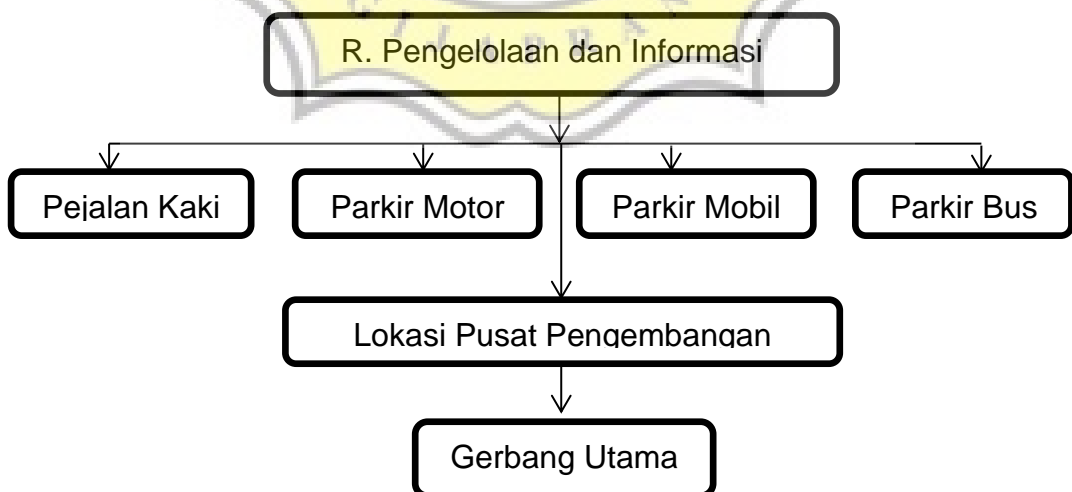 R. Pengelolaan dan Informasi
Pejalan Kaki
Parkir Motor
Parkir Mobil
Parkir Bus
Lokasi Pusat Pengembangan
Gerbang Utama